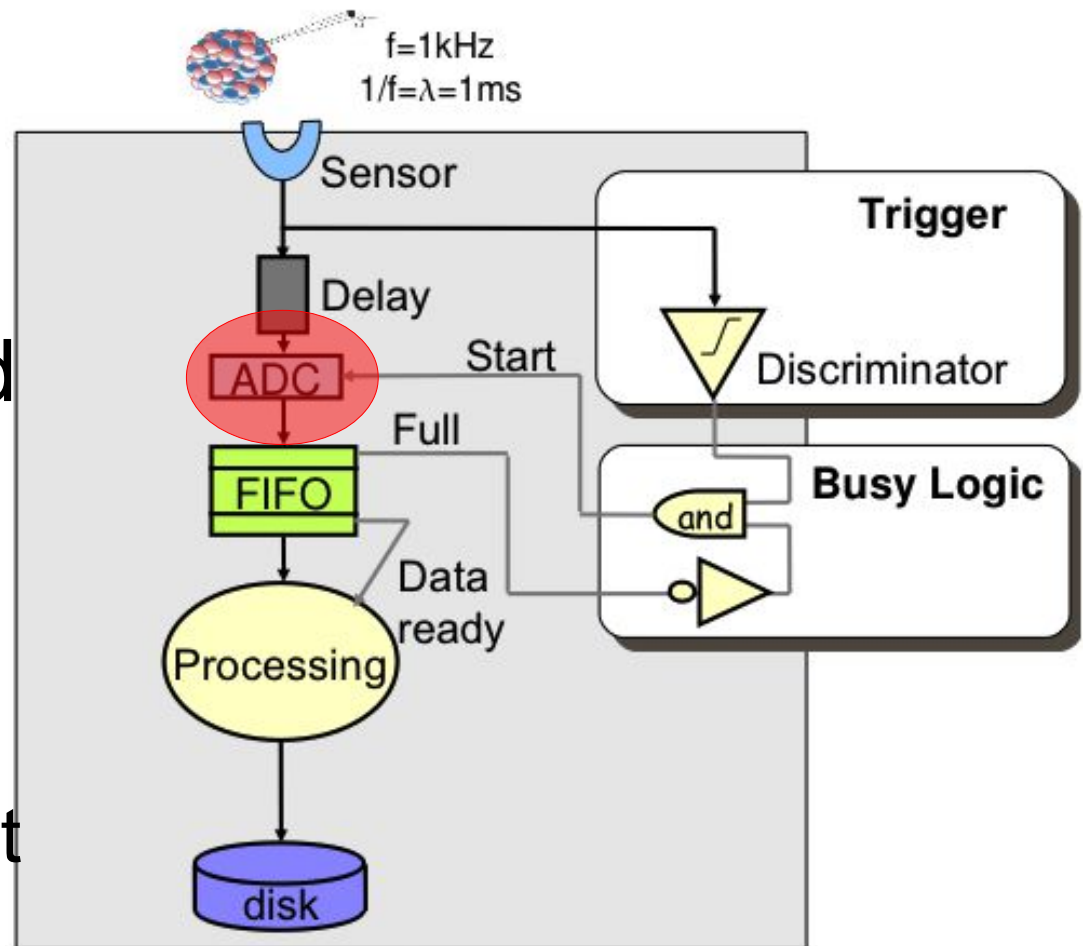 f=1kHz
1/f=λ=1ms
Sensor
Trigger
Delay
d
Start
ADC
Discriminator
Full
Busy Logic
FIFO
and
Data
ready
Processing
t
disk